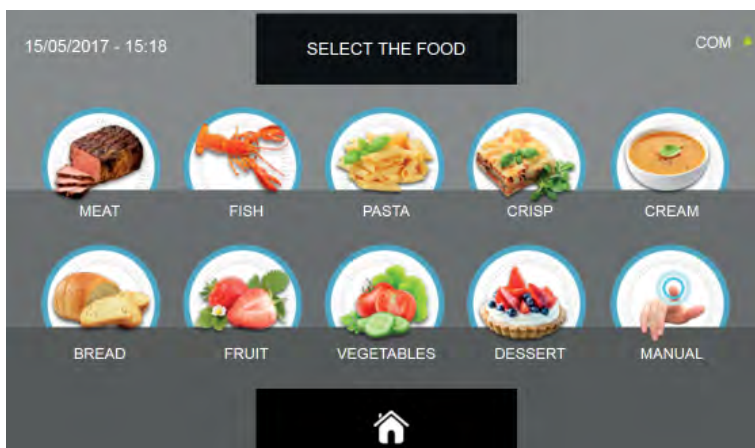 15/05/2017 - 15:18
SELECT THE FOOD
COM
MEAT
FISH
PASTA
CRISP
CREAM
BREAD
FRUIT
VEGETABLES
DESSERT
MANUAL